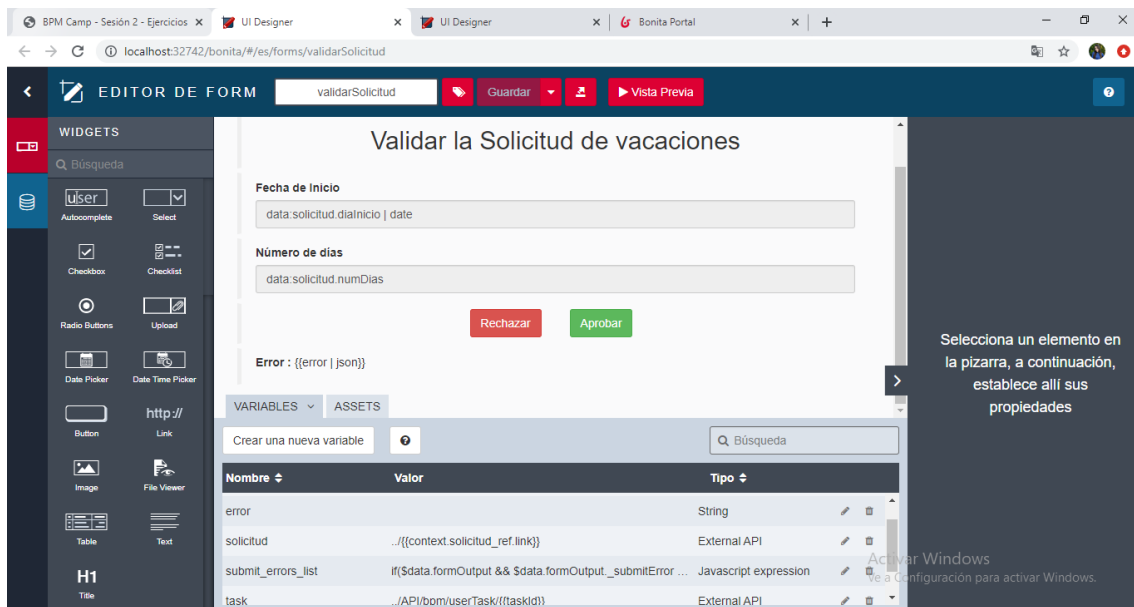 BPM Camp - Sesión 2 - Ejercicios
UI Designer
UI Designer
Bonita Portal
localhost:32742/bonita/#/es/forms/validarSolicitud
EDITOR DE FORM
validarSolicitud
Guardar
Vista Previa
WIDGETS
Búsqueda
user
Autocomplete
Select
Checkbox
Checklist
Radio Buttons
Upload
Date Picker
Date Time Picker
Button
http://
Link
Image
File Viewer
Table
Text
H1
Title
Validar la Solicitud de vacaciones
Fecha de Inicio
data:solicitud.diaInicio | date
Número de días
data:solicitud.numDias
Rechazar
Aprobar
Error : {{error | json}}
VARIABLES
ASSETS
Crear una nueva variable
Búsqueda
Nombre Valor Tipo
error String
solicitud ../{{context.solicitud_ref.link}} External API
submit_errors_list if($data.formOutput && $data.formOutput._submitError ... Javascript expression
task ../API/bpm/userTask/{{taskId}} External API
Selecciona un elemento en
la pizarra, a continuación,
establece allí sus
propiedades
Activar Windows
Ve a Configuración para activar Windows.